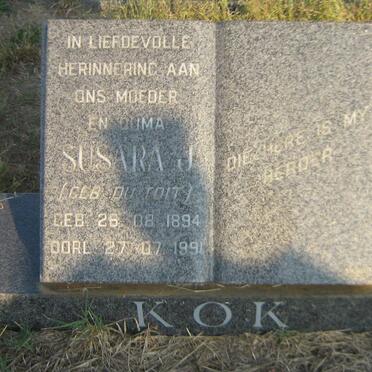 IN LIEFDEVOLLE
HERINNERING AAN
ONS MOEDER
EN OUMA
SUSARA J.
(GEB. DU TOIT)
GEB. 28 08 1894
OORL. 27 07 1991
DIE HERE IS MY
HERDER
KOK